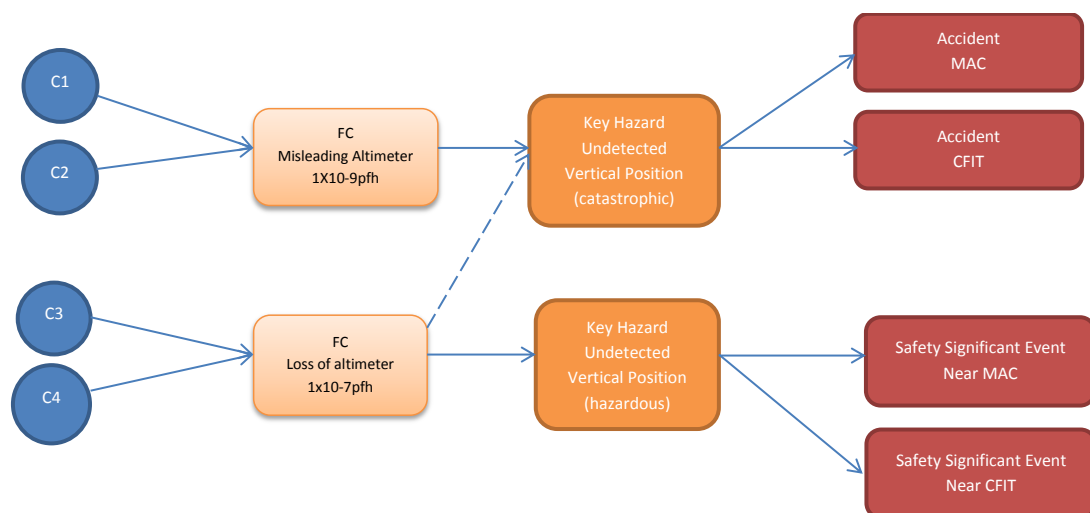 C1
C2
FC
Misleading Altimeter
1X10-9pfh
Key Hazard
Undetected
Vertical Position
(catastrophic)
Accident
MAC
Accident
CFIT
C3
C4
FC
Loss of altimeter
1x10-7pfh
Key Hazard
Undetected
Vertical Position
(hazardous)
Safety Significant Event
Near MAC
Safety Significant Event
Near CFIT